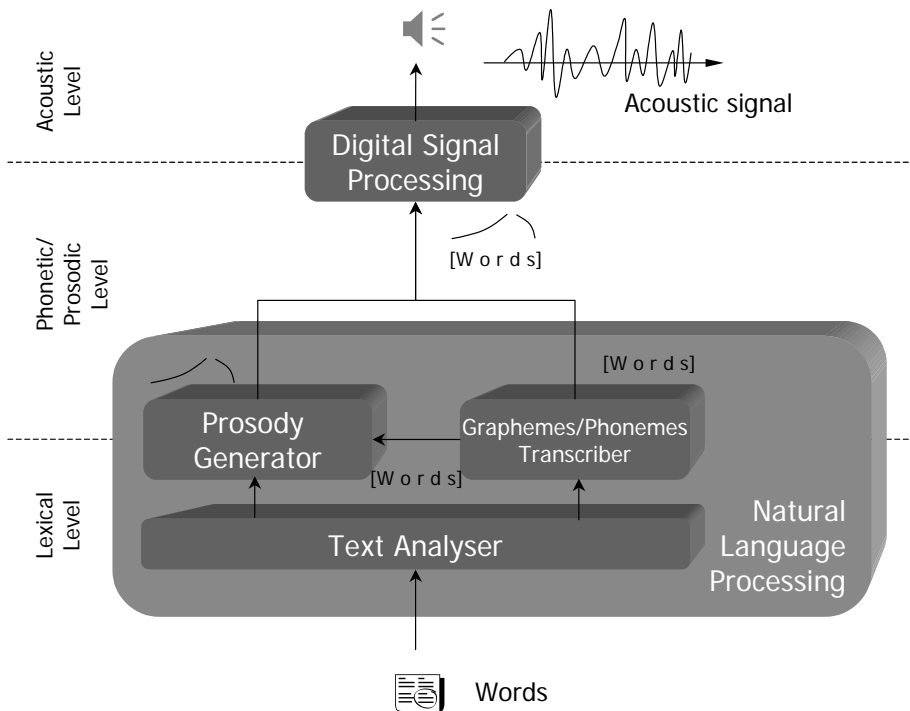 Acoustic
Level
Acoustic signal
Digital Signal
Processing
Phonetic/
Prosodic
Level
[W o r d s]
[W o r d s]
Prosody
Generator
Graphemes/Phonemes
Transcriber
[W o r d s]
Lexical
Level
Text Analyser
Natural
Language
Processing
Words